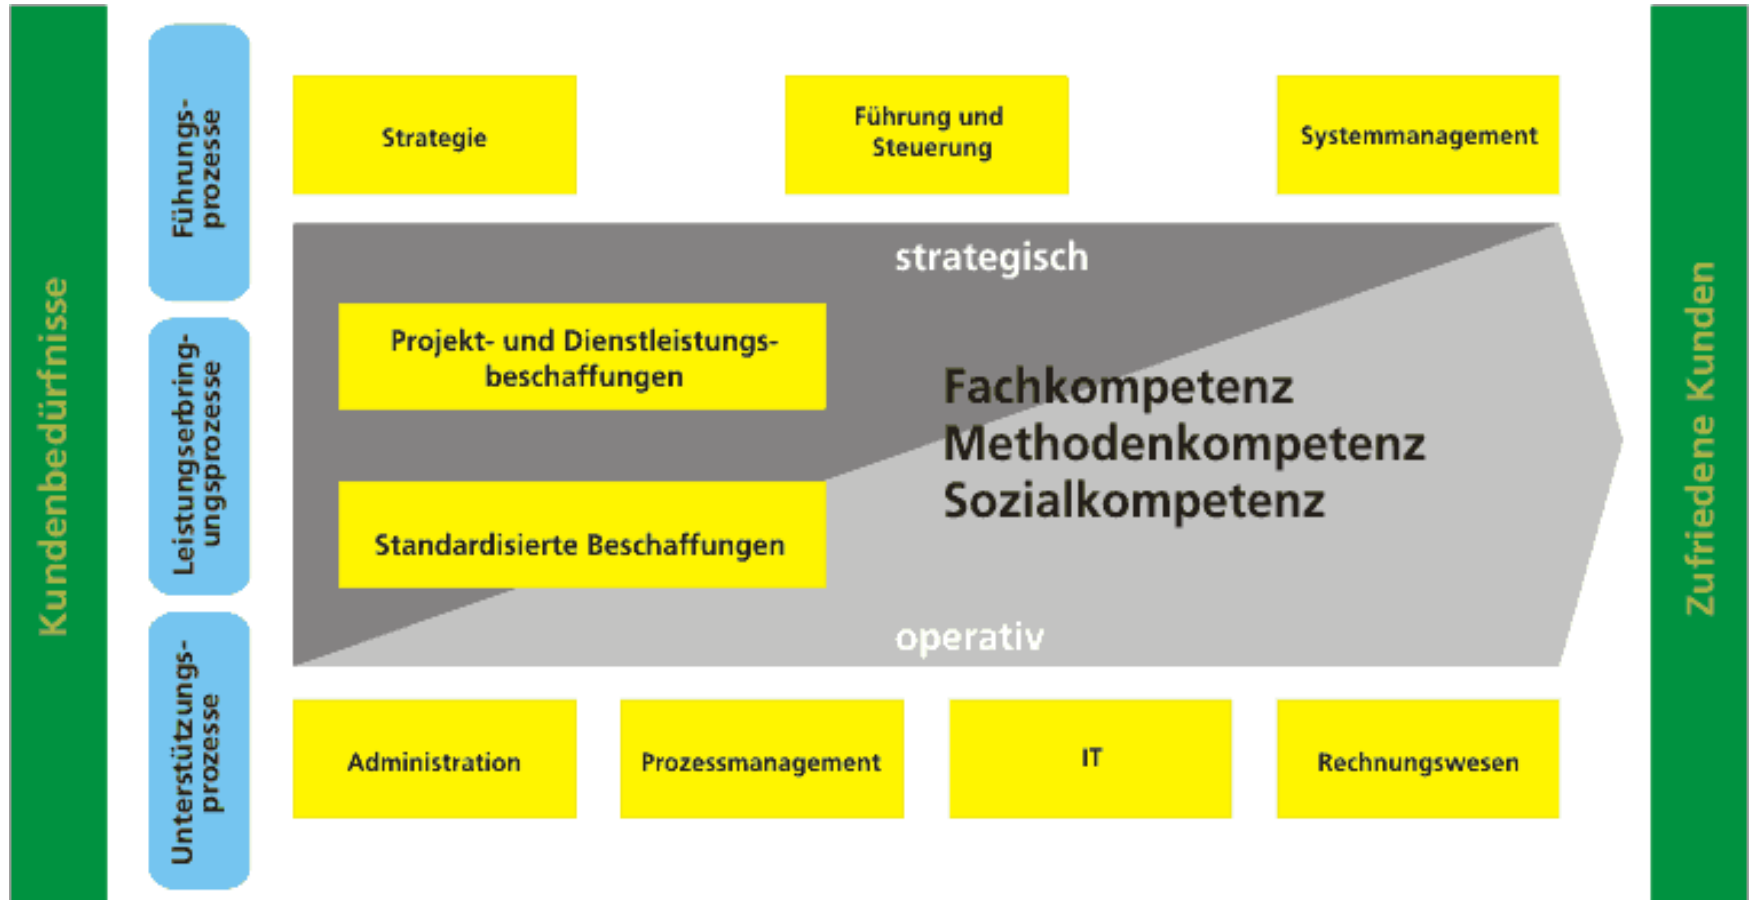 Kundenbedürfnisse
Führungs-
prozesse
Strategie
Führung und
Steuerung
Systemmanagement
Leistungserbring-
ungsprozesse
strategisch
Projekt- und Dienstleistungs-
beschaffungen
Standardisierte Beschaffungen
Fachkompetenz
Methodenkompetenz
Sozialkompetenz
operativ
Unterstützungs-
prozesse
Administration
Prozessmanagement
IT
Rechnungswesen
Zufriedene Kunden